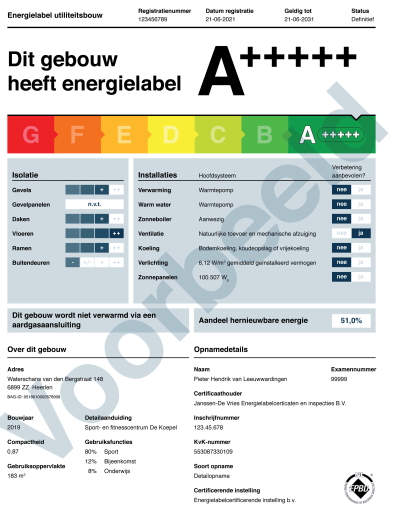 Energielabel utiliteitsbouw
Registratienummer
123456789
Datum registratie
21-06-2021
Geldig tot
21-06-2031
Status
Definitief
Dit gebouw
heeft energielabel
A+++++
G F E D C B A +++++
Isolatie
Gevels + ++
Gevelpanelen n.v.t.
Daken + ++
Vloeren ++
Ramen + ++
Buitendeuren - +/- + ++
Installaties Hoofdsysteem
Verbetering
aanbevolen?
Verwarming Warmtepomp nee ja
Warm water Warmtepomp nee ja
Zonneboiler Aanwezig nee ja
Ventilatie Natuurlijke toevoer en mechanische afzuiging nee ja
Koeling Bodemkoeling, koudeopslag of vrijekoeling nee ja
Verlichting 6,12 W/m² gemiddeld geïnstalleerd vermogen nee ja
Zonnepanelen 100.507 Wp nee ja
Dit gebouw wordt niet verwarmd via een
aardgasaansluiting
Aandeel hernieuwbare energie 51,0%
Over dit gebouw
Adres
Waterschans van den Bergstraat 148
6899 ZZ Heerlen
Bouwjaar
2019
Compactheid
0,87
Gebruiksoppervlakte
183 m²
Detailaanduiding
Sport- en fitnesscentrum De Koepel
Gebruiksfuncties
80% Sport
12% Bijeenkomst
8% Onderwijs
Opnamedetails
Naam
Pieter Hendrik van Leeuwwardingen
Examennummer
99999
Certificaathouder
Janssen-De Vries Energielabelcertificaten en inspecties B.V.
Inschrijfnummer
123.45.678
KvK-nummer
553087330109
Soort opname
Detailopname
Certificerende instelling
Energielabelcertificerende instelling b.v.
EPBD
Voorbeeld